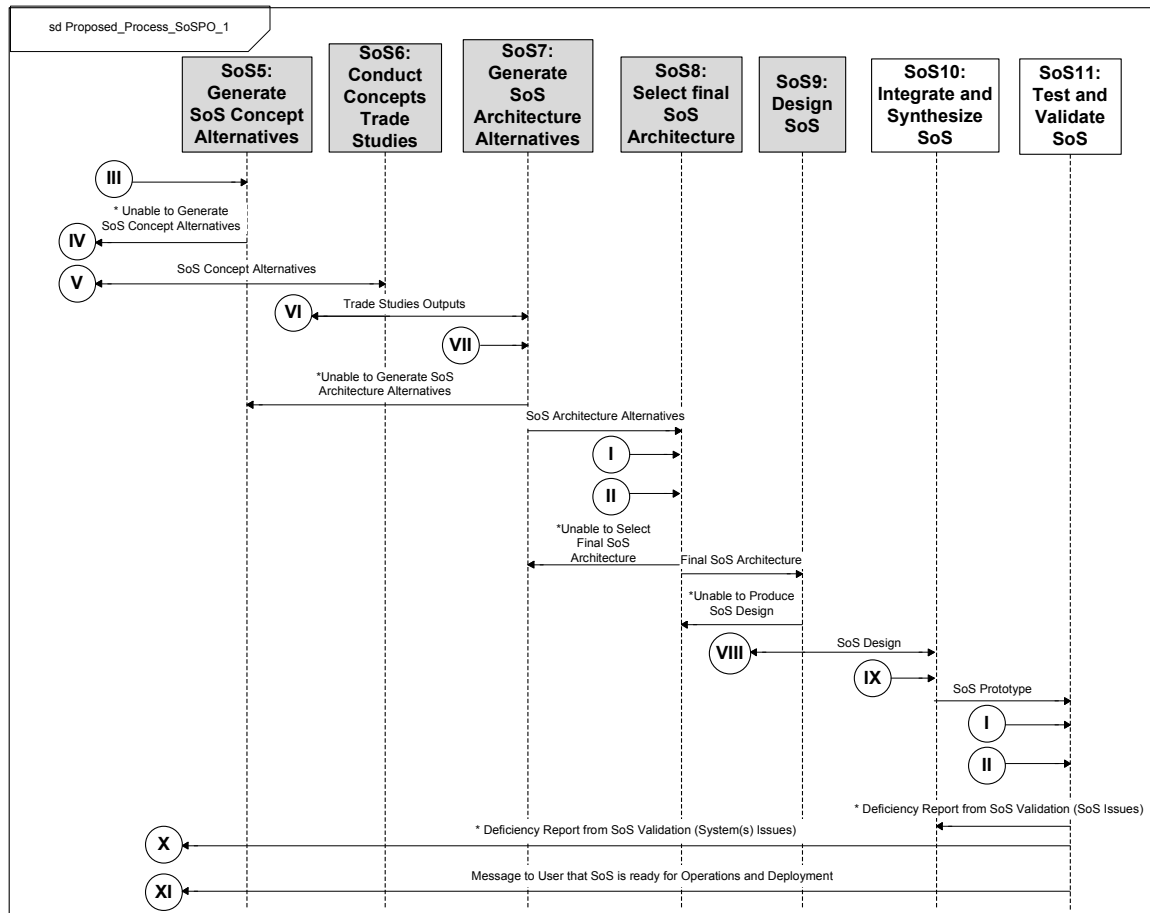 sd Proposed_Process_SoSPO_1
SoS5:
Generate
SoS Concept
Alternatives
SoS6:
Conduct
Concepts
Trade
Studies
SoS7:
Generate
SoS
Architecture
Alternatives
SoS8:
Select final
SoS
Architecture
SoS9:
Design
SoS
SoS10:
Integrate and
Synthesize
SoS
SoS11:
Test and
Validate
SoS
III
* Unable to Generate
SoS Concept Alternatives
IV
SoS Concept Alternatives
V
Trade Studies Outputs
VI
VII
*Unable to Generate SoS
Architecture Alternatives
SoS Architecture Alternatives
I
II
*Unable to Select
Final SoS
Architecture
Final SoS Architecture
*Unable to Produce
SoS Design
SoS Design
VIII
IX
SoS Prototype
I
II
* Deficiency Report from SoS Validation (SoS Issues)
* Deficiency Report from SoS Validation (System(s) Issues)
X
Message to User that SoS is ready for Operations and Deployment
XI